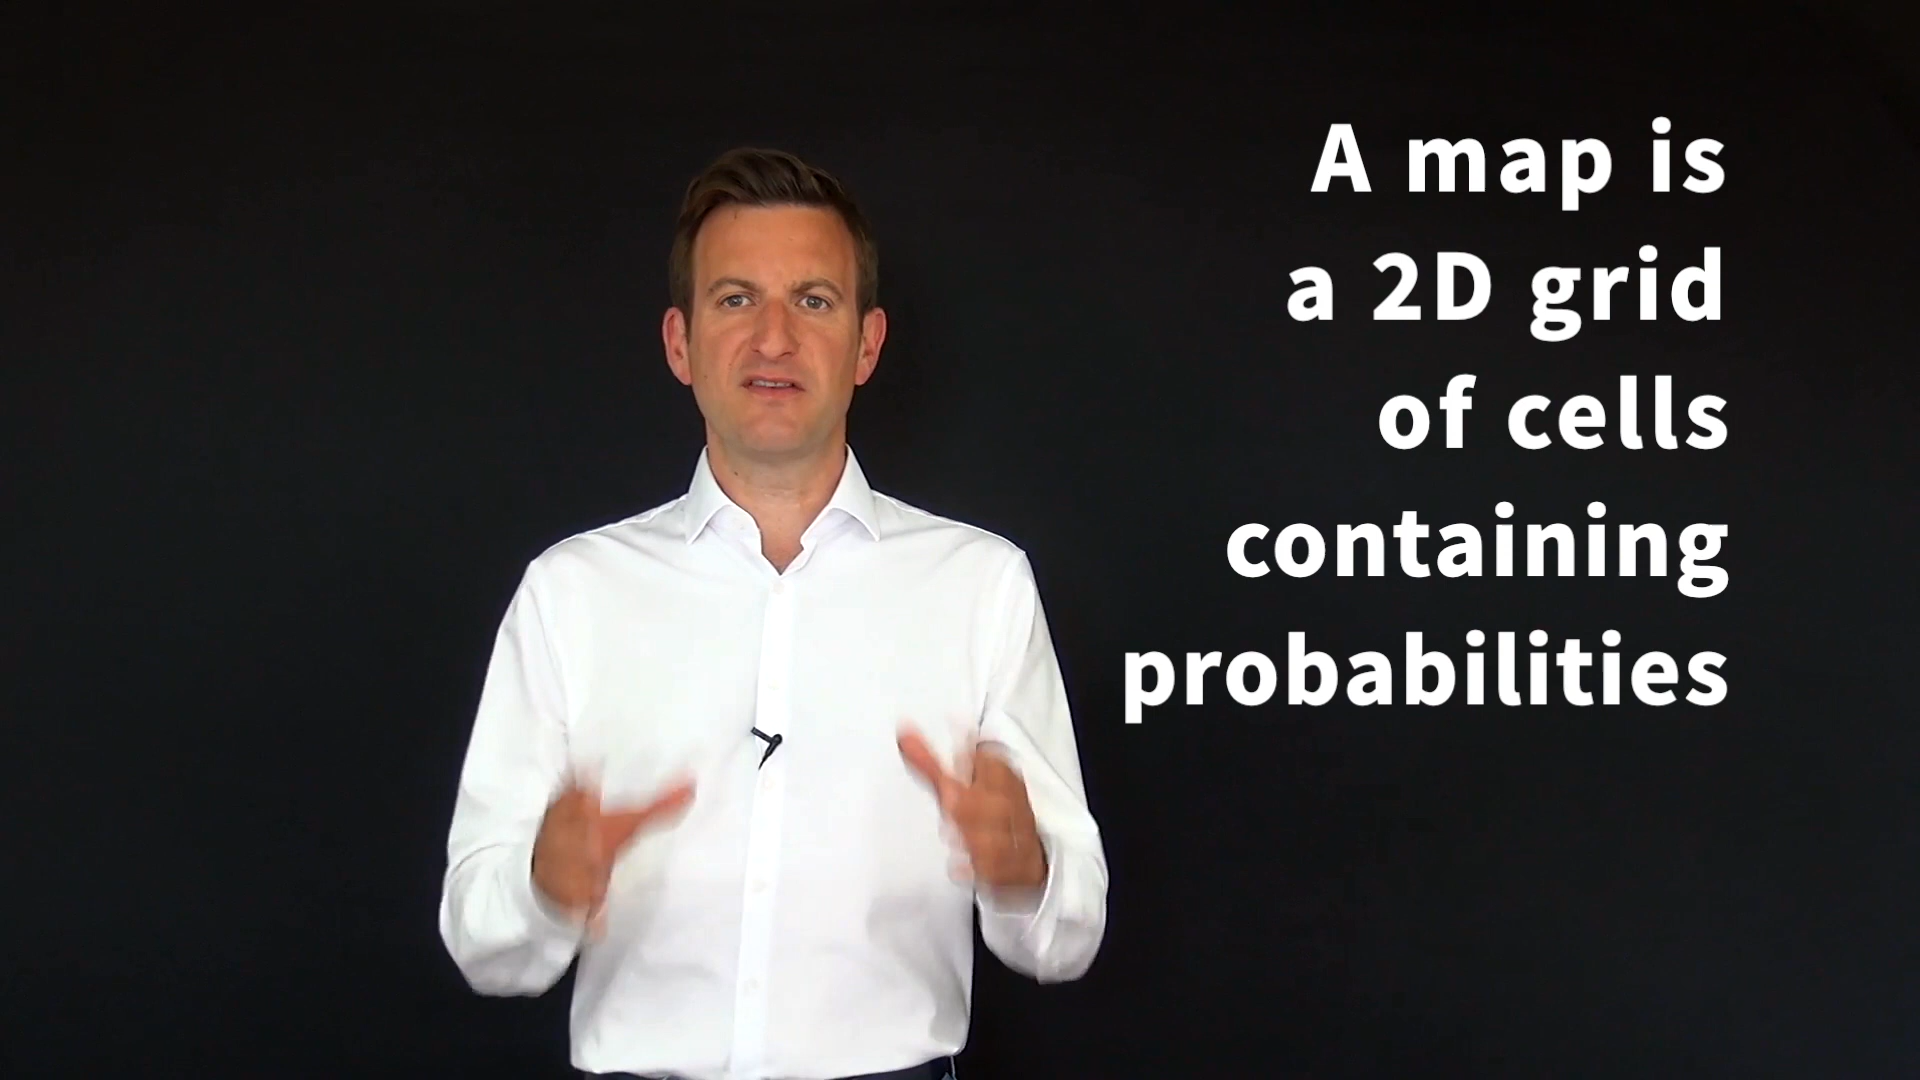 A map is
a 2D grid
of cells
containing
probabilities